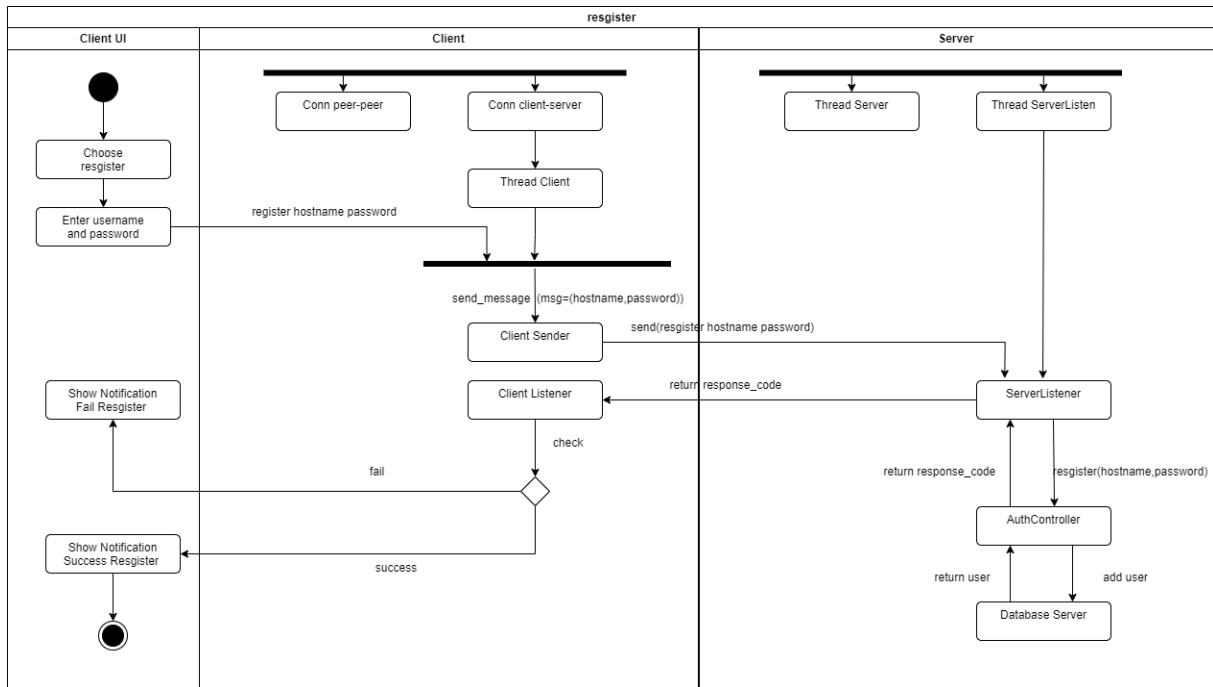 resgister
Client UI
Client
Server
Conn peer-peer
Conn client-server
Thread Server
Thread ServerListen
Choose
resgister
Thread Client
Enter username
and password
register hostname password
send_message (msg=(hostname,password))
Client Sender
send(resgister hostname password)
Show Notification
Fail Resgister
Client Listener
return response_code
ServerListener
check
fail
return response_code
resgister(hostname,password)
AuthController
Show Notification
Success Resgister
success
return user
add user
Database Server